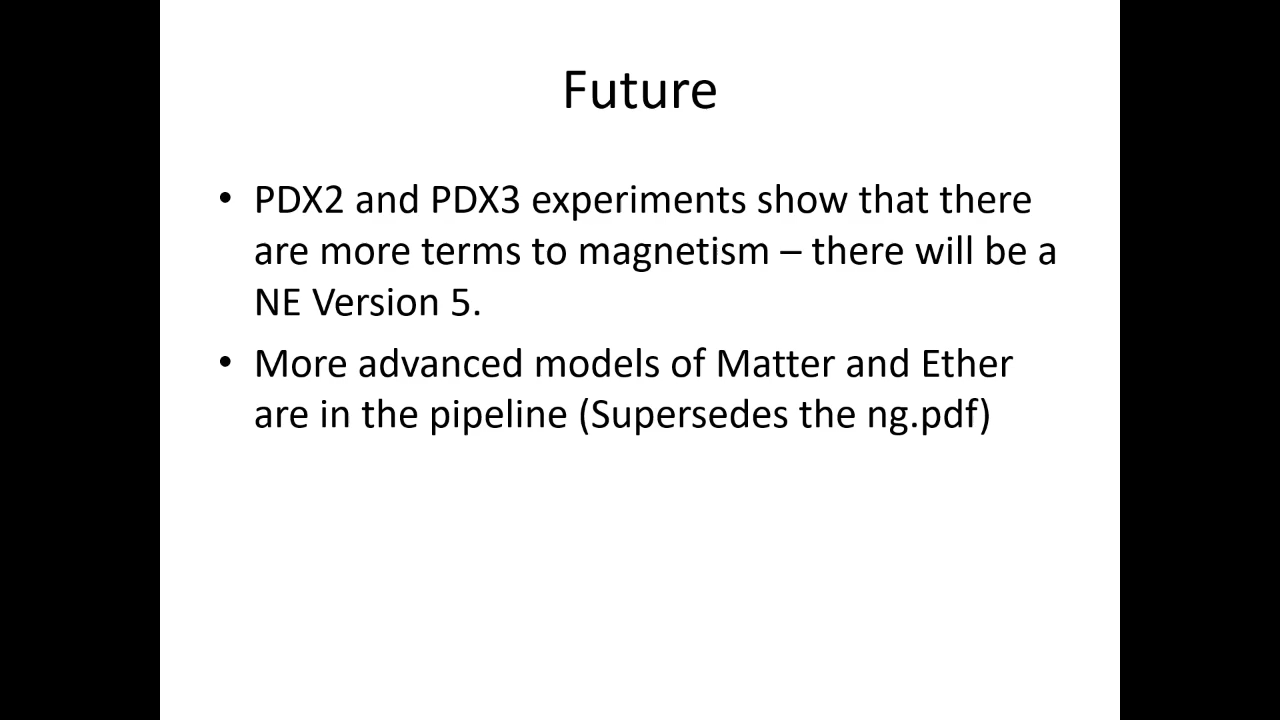 Future
• PDX2 and PDX3 experiments show that there
are more terms to magnetism – there will be a
NE Version 5.
• More advanced models of Matter and Ether
are in the pipeline (Supersedes the ng.pdf)